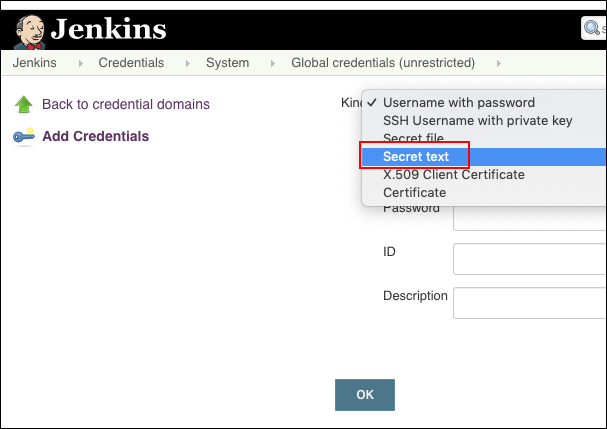 Jenkins
Jenkins Credentials System Global credentials (unrestricted)
Back to credential domains
Add Credentials
Kind
✓ Username with password
SSH Username with private key
Secret file
Secret text
X.509 Client Certificate
Certificate
Password
ID
Description
OK